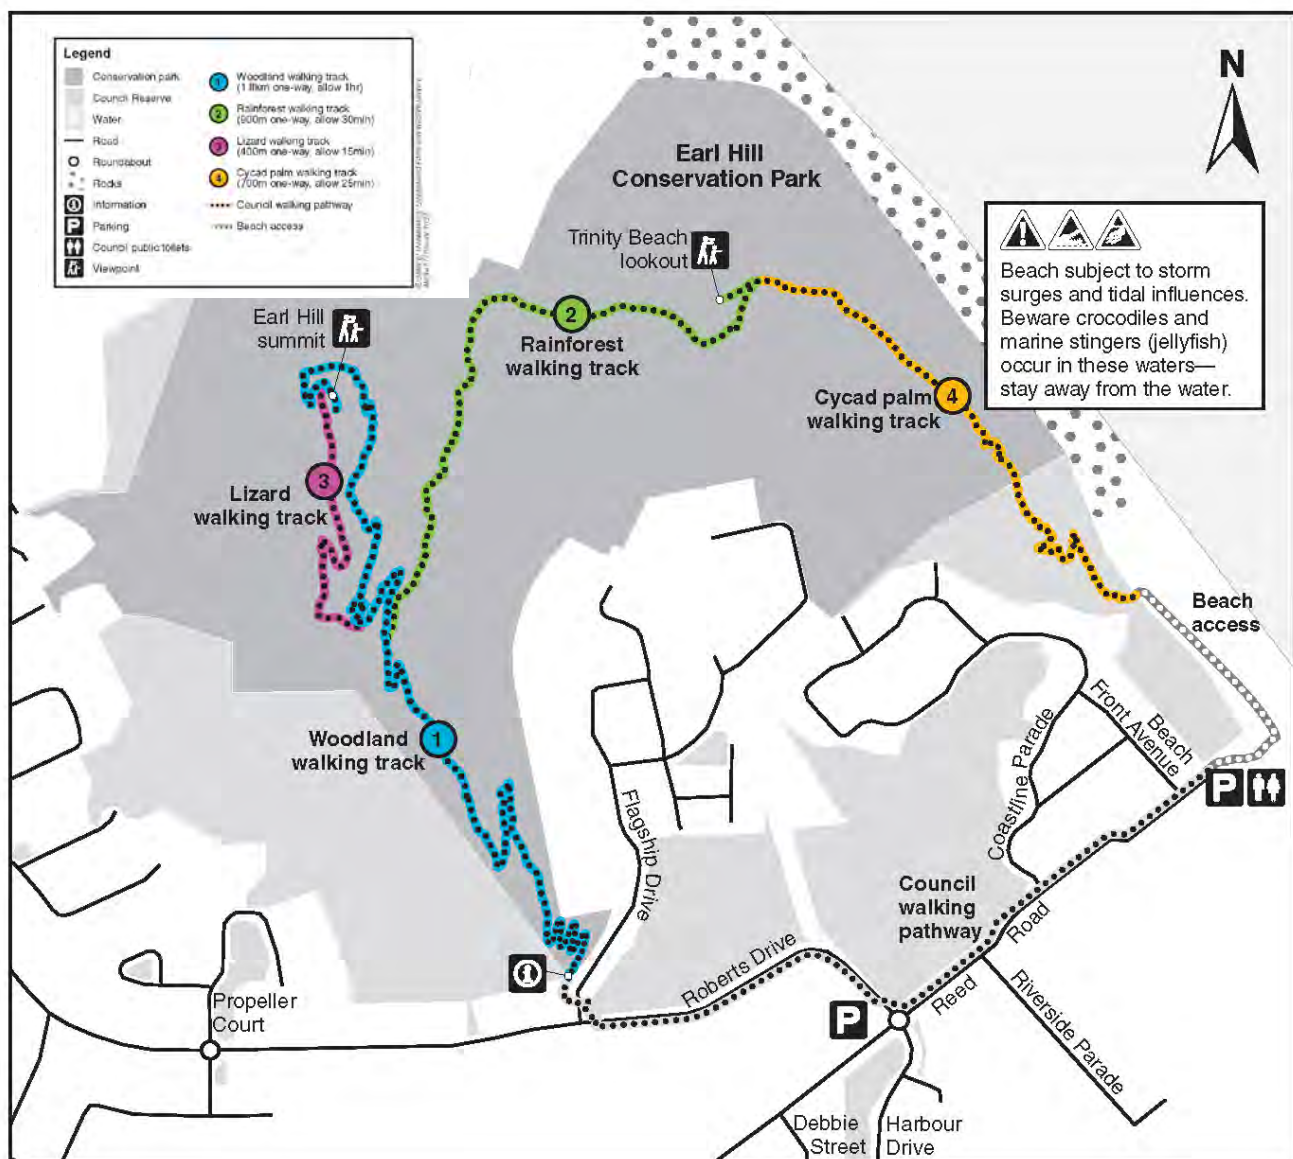 Legend
Conservation park
Council Reserve
Water
Road
Roundabout
Rocks
Information
Parking
Council public toilets
Viewpoint
1
Woodland walking track
one-way, allow 1hr)
2
Rainforest walking track
(900m one-way, allow 30min)
3
Lizard walking track
(400m one-way, allow 15min)
4
Cycad palm walking track
(700m one-way, allow 25min)
Council walking pathway
Beach access
N
Earl Hill
Conservation Park
Trinity Beach
lookout
Beach subject to storm
surges and tidal influences.
Beware crocodiles and
marine stingers (jellyfish)
occur in these waters—
stay away from the water.
Earl Hill
summit
2
Rainforest
walking track
Cycad palm
walking track
4
3
Lizard
walking track
Beach
access
Woodland
walking track
1
Flagship Drive
Coastline Parade
Front Avenue
Beach
P
Council
walking
pathway
Roberts Drive
Reed
Road
Riverside Parade
P
Propeller
Court
Debbie
Street
Harbour
Drive